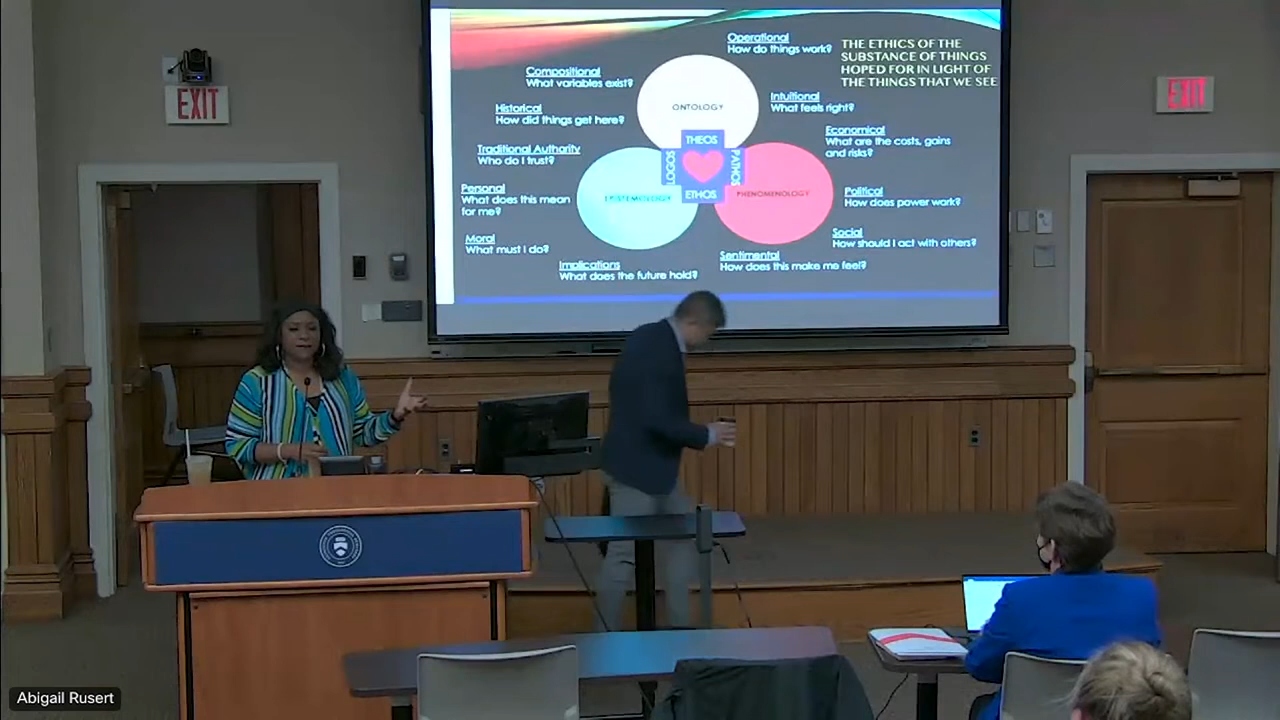 Operational
How do things work?
THE ETHICS OF THE
SUBSTANCE OF THINGS
HOPED FOR IN LIGHT OF
THE THINGS THAT WE SEE
Compositional
What variables exist?
ONTOLOGY
Intuitional
What feels right?
Historical
How did things get here?
Economical
What are the costs, gains
and risks?
Traditional Authority
Who do I trust?
THEOS
LOGOS
PATHOS
ETHOS
EPISTEMOLOGY
PHENOMENOLOGY
Personal
What does this mean
for me?
Political
How does power work?
Moral
What must I do?
Social
How should I act with others?
Implications
What does the future hold?
Sentimental
How does this make me feel?
EXIT
EXIT
Abigail Rusert